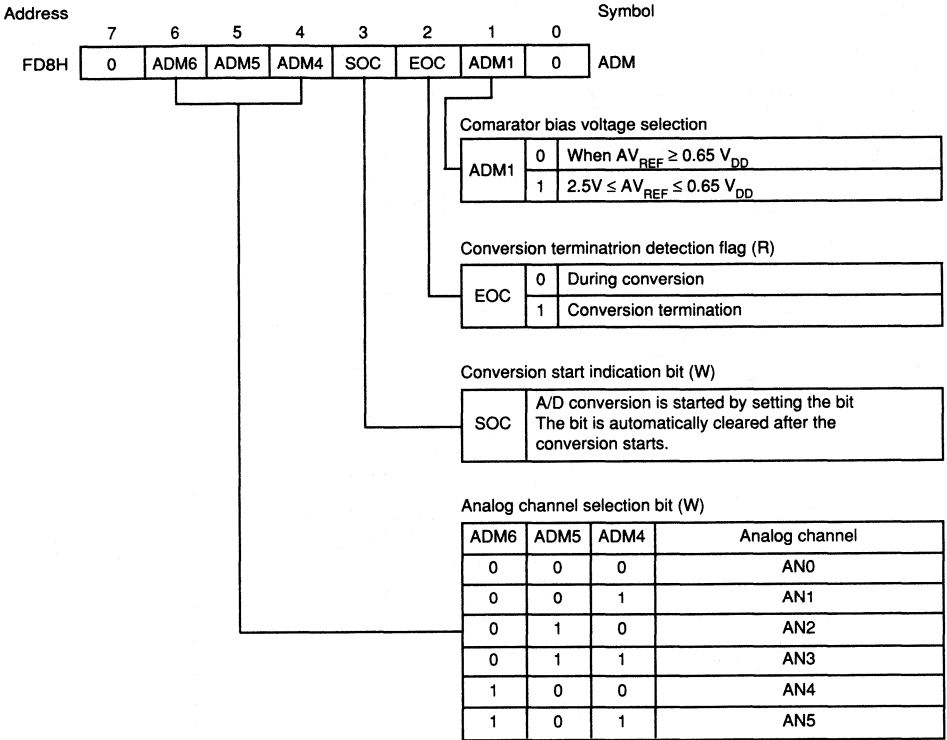 Address Symbol
7 6 5 4 3 2 1 0
FD8H 0 ADM6 ADM5 ADM4 SOC EOC ADM1 0 ADM
Comarator bias voltage selection
ADM1
0 When AVREF ≥ 0.65 VDD
1 2.5V ≤ AVREF ≤ 0.65 VDD
Conversion terminatrion detection flag (R)
EOC
0 During conversion
1 Conversion termination
Conversion start indication bit (W)
SOC
A/D conversion is started by setting the bit
The bit is automatically cleared after the
conversion starts.
Analog channel selection bit (W)
ADM6 ADM5 ADM4 Analog channel
0 0 0 AN0
0 0 1 AN1
0 1 0 AN2
0 1 1 AN3
1 0 0 AN4
1 0 1 AN5